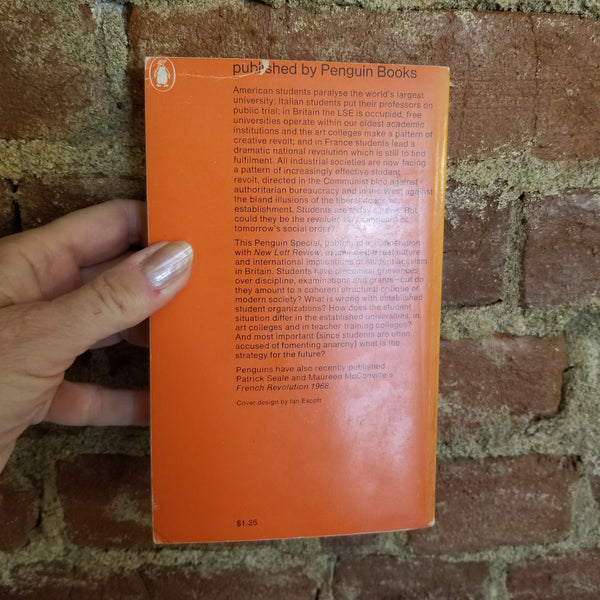 published by Penguin Books
American students paralyse the world's largest
university; Italian students put their professors on
public trial; in Britain the LSE is occupied, free
universities operate within our oldest academic
institutions and the art colleges make a pattern of
creative revolt; and in France students lead a
dramatic national revolution which is still to find
fulfilment. All industrial societies are now facing
a pattern of increasingly effective student
revolt, directed in the Communist bloc against
authoritarian bureaucracy and in the West against
the bland illusions of the liberal
establishment. Students are today's news. But
could they be the revolutionary of
tomorrow's social order?
This Penguin Special, published in cooperation
with New Left Review, the real nature
and international implications of student activism
in Britain. Students have piecemeal grievances
over discipline, examinations and grants – but do
they amount to a coherent structural critique of
modern society? What is wrong with established
student organizations? How does the student
situation differ in the established universities, in
art colleges and in teacher training colleges?
And most important (since students are often
accused of fomenting anarchy) what is the
strategy for the future?
Penguins have also recently published
Patrick Seale and Maureen McConville's
French Revolution 1968.
Cover design by Ian Escott
$1.25